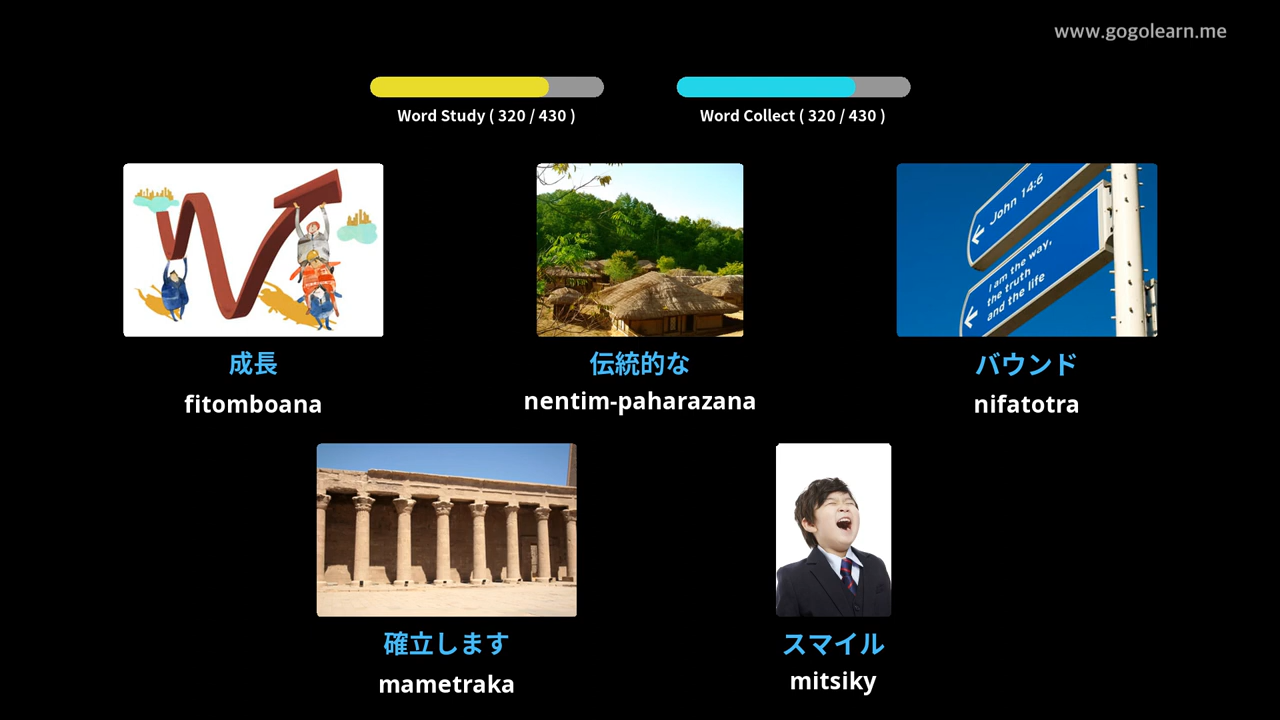 www.gogolearn.me
Word Study ( 320 / 430 )
Word Collect ( 320 / 430 )
John 14:6
I am the way,
the truth
and the life
成長
伝統的な
バウンド
fitomboana
nentim-paharazana
nifatotra
確立します
スマイル
mametraka
mitsiky